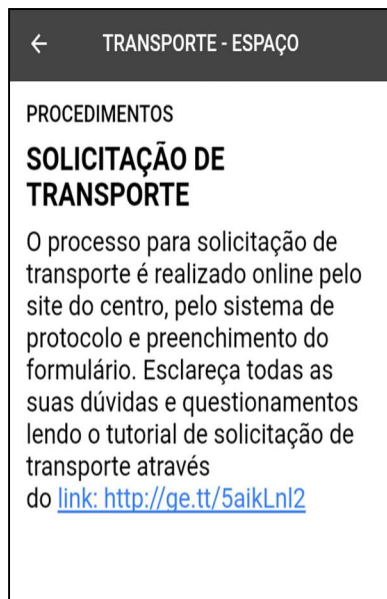 TRANSPORTE - ESPAÇO
PROCEDIMENTOS
SOLICITAÇÃO DE
TRANSPORTE
O processo para solicitação de
transporte é realizado online pelo
site do centro, pelo sistema de
protocolo e preenchimento do
formulário. Esclareça todas as
suas dúvidas e questionamentos
lendo o tutorial de solicitação de
transporte através
do link: http://ge.tt/5aikLnl2